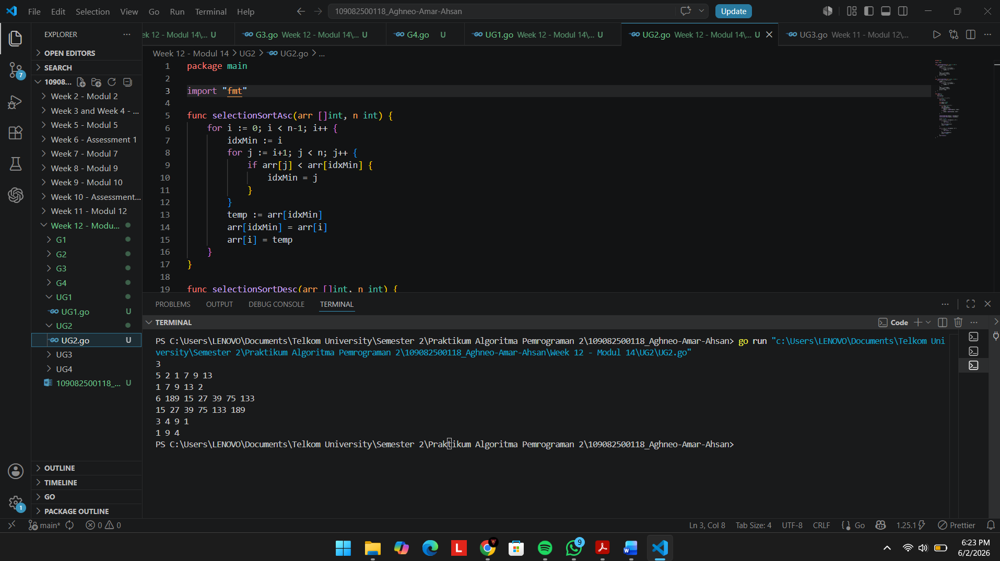 File Edit Selection View Go Run Terminal Help
109082500118_Aghneo-Amar-Ahsan
Update
EXPLORER
ek 12 - Modul 14\... U
G3.go Week 12 - Modul 14\... U
G4.go U
UG1.go Week 12 - Modul 14\... U
UG2.go Week 12 - Modul 14\... U
UG3.go Week 11 - Modul 12\...
OPEN EDITORS
SEARCH
10908...
Week 2 - Modul 2
Week 3 and Week 4 - ...
Week 5 - Modul 5
Week 6 - Assessment 1
Week 7 - Modul 7
Week 8 - Modul 9
Week 9 - Modul 10
Week 10 - Assessment...
Week 11 - Modul 12
Week 12 - Modu...
G1
G2
G3
G4
UG1
UG1.go U
UG2
UG2.go U
UG3
UG4
109082500118_... U
OUTLINE
TIMELINE
GO
PACKAGE OUTLINE
7
1
Week 12 - Modul 14 > UG2 > UG2.go > ...
1 package main
2
3 import "fmt"
4
5 func selectionSortAsc(arr []int, n int) {
6 for i := 0; i < n-1; i++ {
7 idxMin := i
8 for j := i+1; j < n; j++ {
9 if arr[j] < arr[idxMin] {
10 idxMin = j
11 }
12 }
13 temp := arr[idxMin]
14 arr[idxMin] = arr[i]
15 arr[i] = temp
16 }
17 }
18
19 func selectionSortDesc(arr []int, n int) {
PROBLEMS OUTPUT DEBUG CONSOLE TERMINAL
TERMINAL
Code
PS C:\Users\LENOVO\Documents\Telkom University\Semester 2\Praktikum Algoritma Pemrograman 2\109082500118_Aghneo-Amar-Ahsan> go run "c:\Users\LENOVO\Documents\Telkom Uni
versity\Semester 2\Praktikum Algoritma Pemrograman 2\109082500118_Aghneo-Amar-Ahsan\Week 12 - Modul 14\UG2\UG2.go"
3
5 2 1 7 9 13
1 7 9 13 2
6 189 15 27 39 75 133
15 27 39 75 133 189
3 4 9 1
1 9 4
PS C:\Users\LENOVO\Documents\Telkom University\Semester 2\Praktikum Algoritma Pemrograman 2\109082500118_Aghneo-Amar-Ahsan>
main* 0 0
Ln 3, Col 8 Tab Size: 4 UTF-8 CRLF {} Go 1.25.1 Prettier
L
9
6:23 PM
6/2/2026